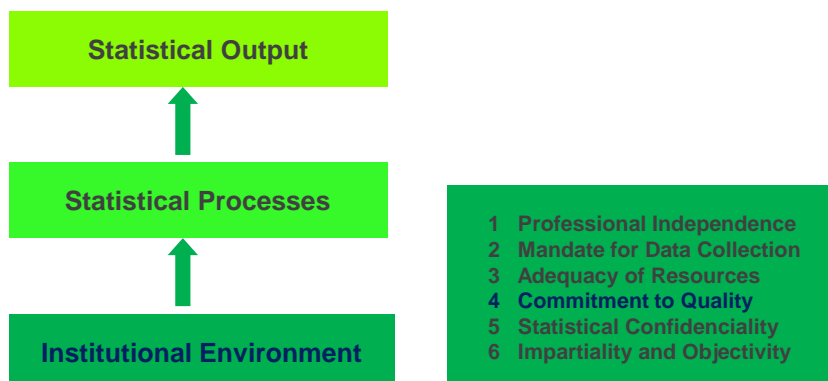 Statistical Output
Statistical Processes
Institutional Environment
1 Professional Independence
2 Mandate for Data Collection
3 Adequacy of Resources
4 Commitment to Quality
5 Statistical Confidenciality
6 Impartiality and Objectivity